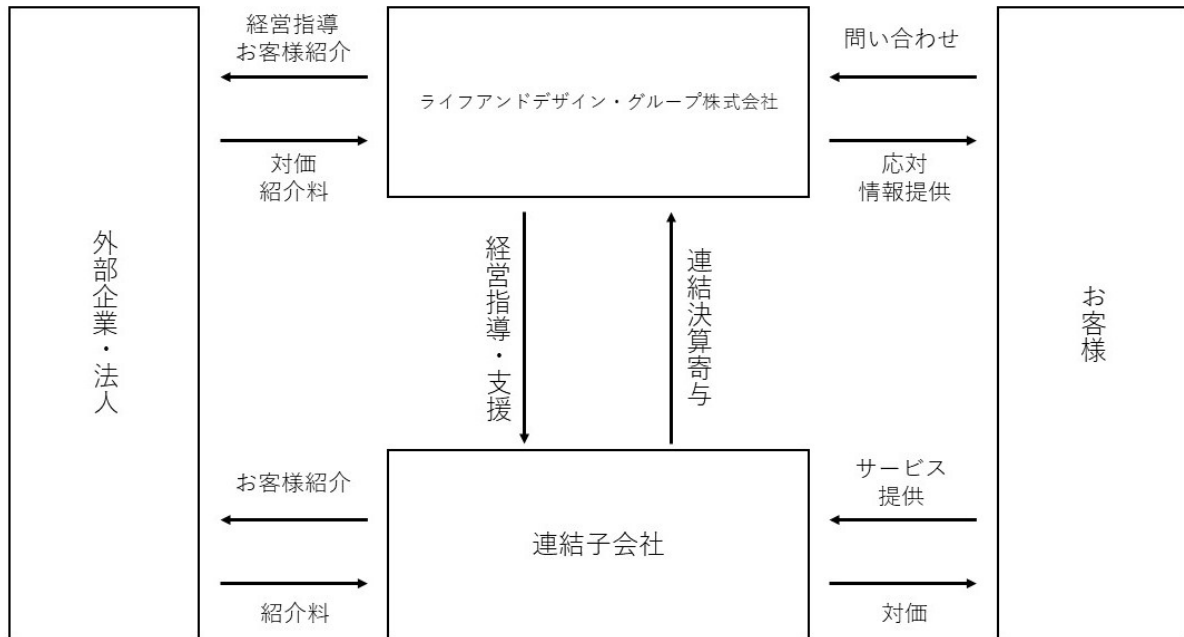 経営指導
お客様紹介
対価
紹介料
ライフアンドデザイン・グループ株式会社
問い合わせ
応対
情報提供
外部企業・法人
経営指導・支援
連結決算寄与
お客様
お客様紹介
紹介料
連結子会社
サービス
提供
対価